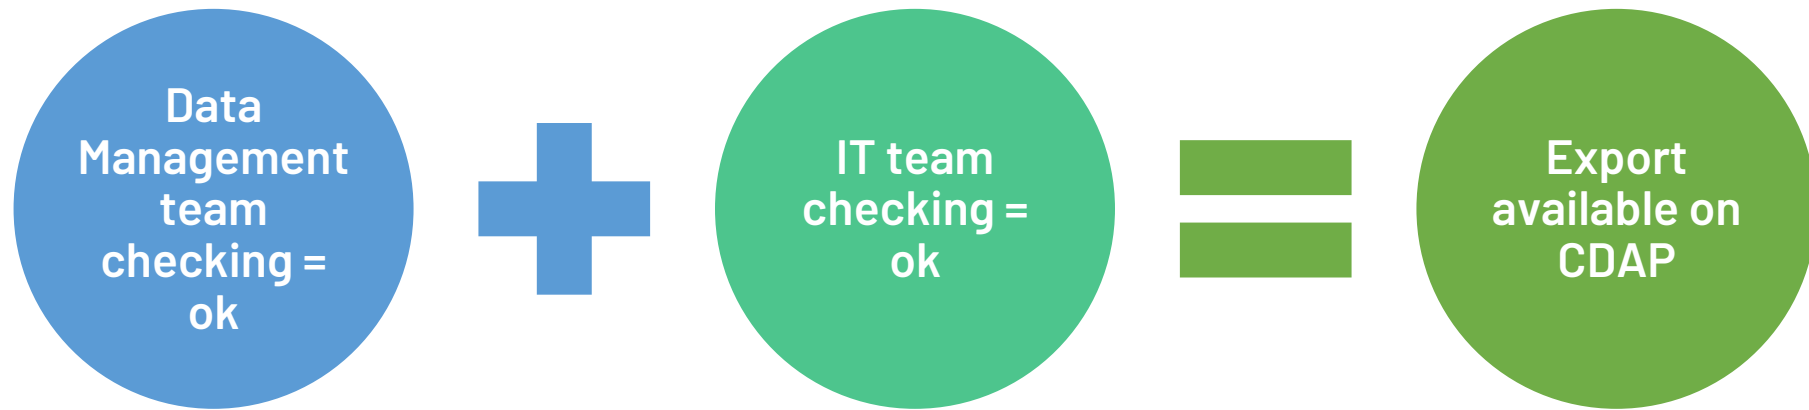 Data
Management
team
checking =
ok
IT team
checking =
ok
Export
available on
CDAP